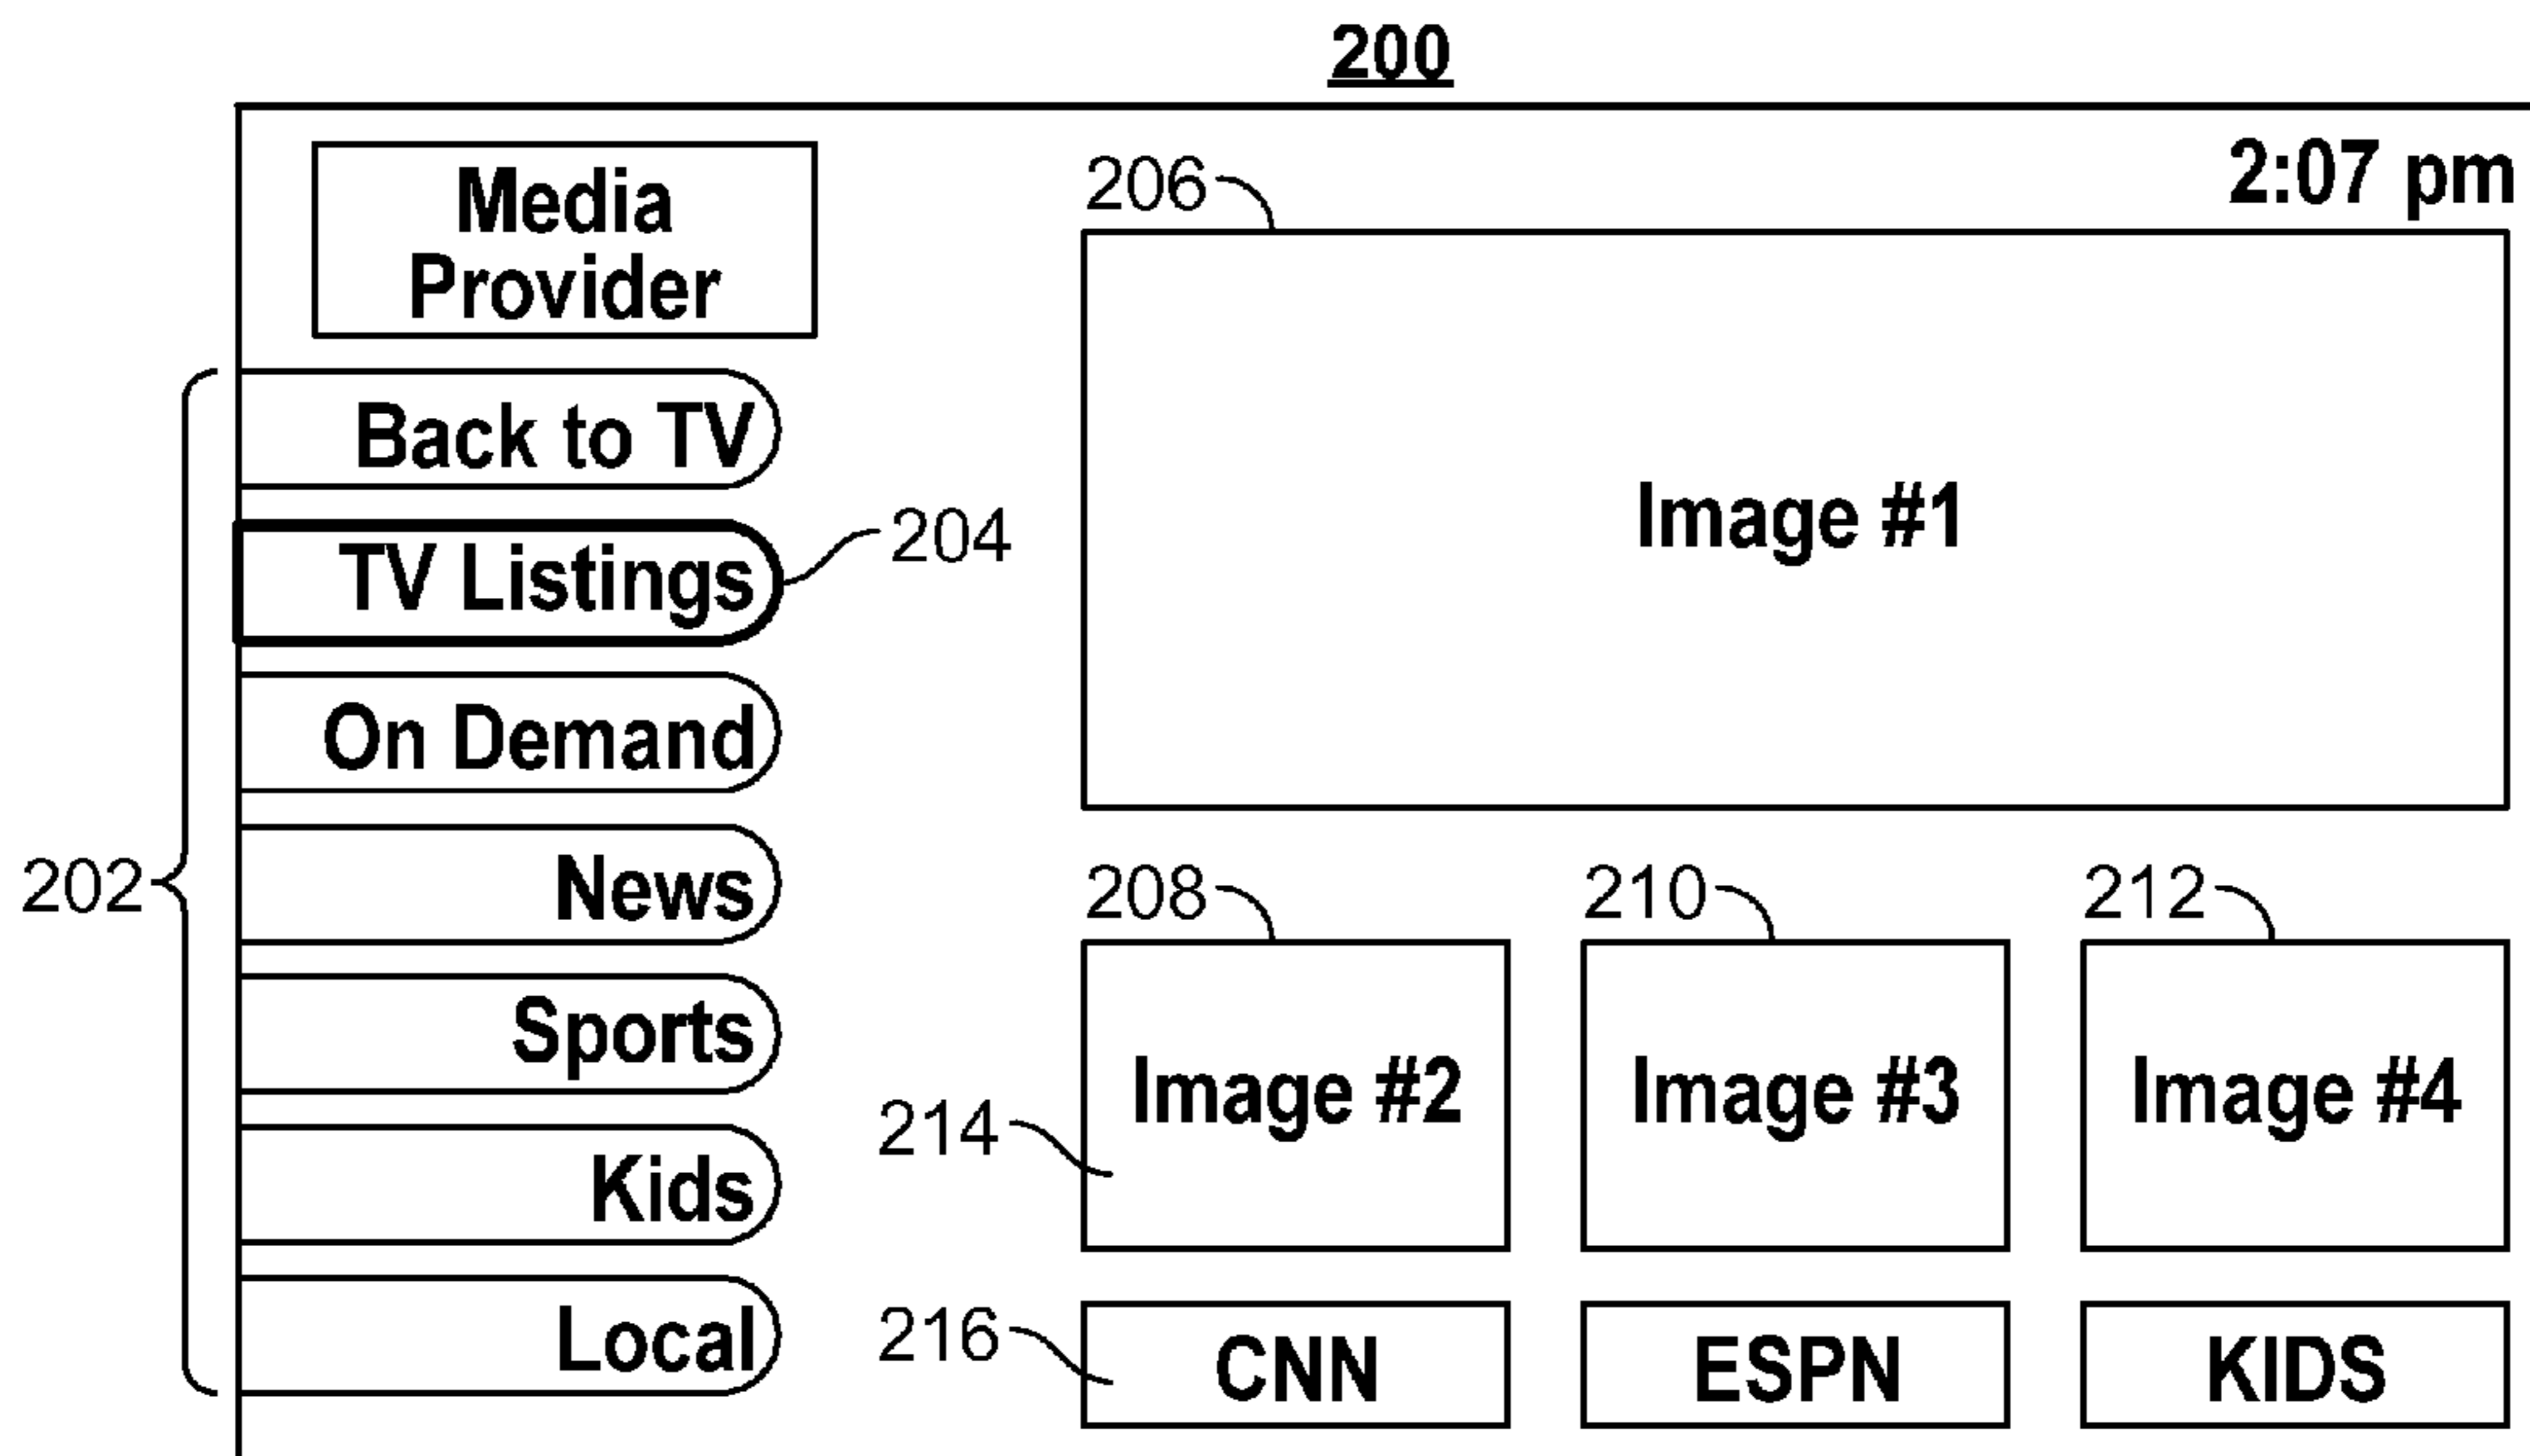 200
Media
Provider
2:07 pm
206
Back to TV
204
TV Listings
Image #1
On Demand
202
News
208
210
212
Sports
214
Image #2
Image #3
Image #4
Kids
216
Local
CNN
ESPN
KIDS